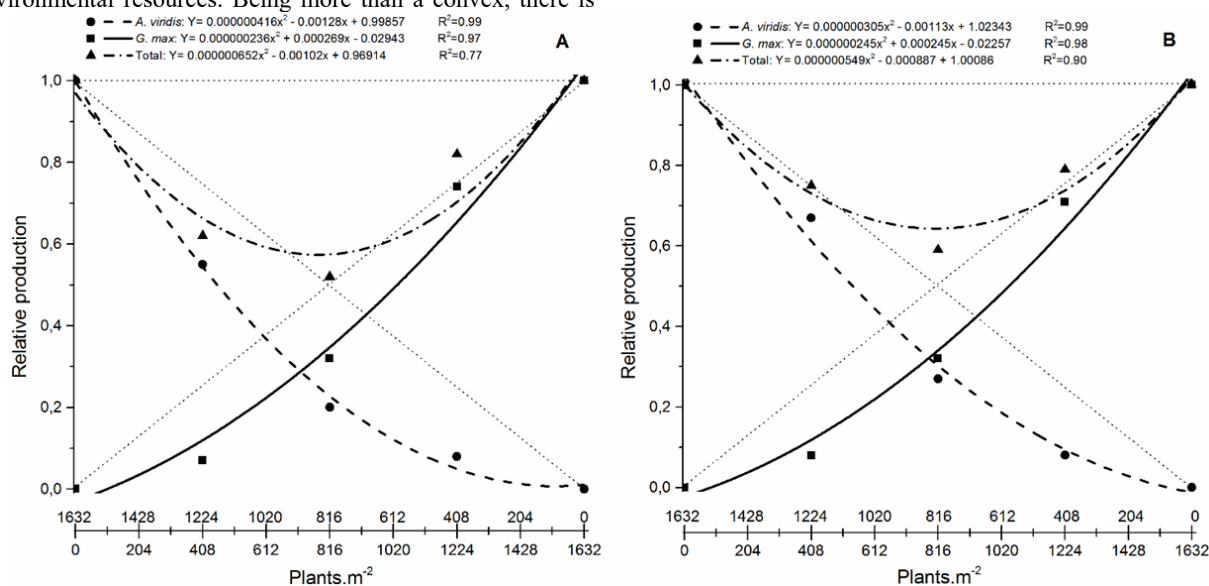 vironmental resources. Being more than a convex, there is
A. viridis: Y= 0.000000416x² - 0.00128x + 0.99857 R²=0.99
G. max: Y= 0.000000236x² + 0.000269x - 0.02943 R²=0.97
Total: Y= 0.000000652x² - 0.00102x + 0.96914 R²=0.77
A
1,0
0,8
0,6
0,4
0,2
0,0
Relative production
1632 1428 1224 1020 816 612 408 204 0
0 204 408 612 816 1020 1224 1428 1632
Plants.m⁻²
A. viridis: Y= 0.000000305x² - 0.00113x + 1.02343 R²=0.99
G. max: Y= 0.000000245x² + 0.000245x - 0.02257 R²=0.98
Total: Y= 0.000000549x² - 0.000887 + 1.00086 R²=0.90
B
1,0
0,8
0,6
0,4
0,2
0,0
Relative production
1632 1428 1224 1020 816 612 408 204 0
0 204 408 612 816 1020 1224 1428 1632
Plants.m⁻²